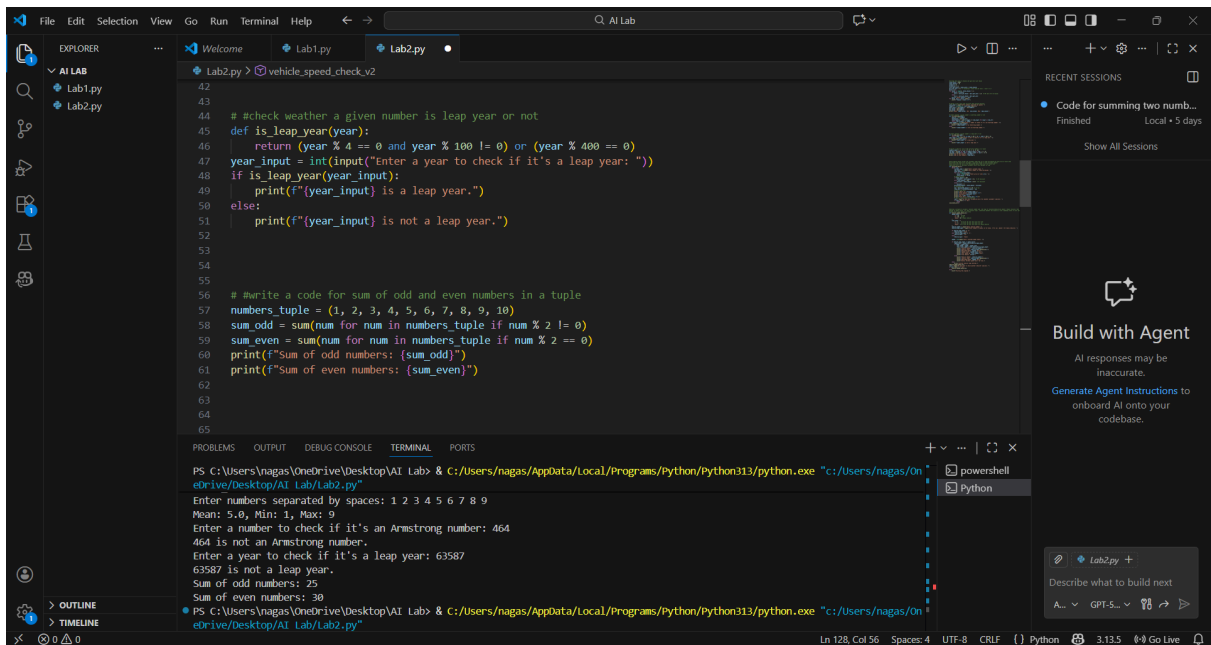 File Edit Selection View Go Run Terminal Help
AI Lab
EXPLORER
AI LAB
Lab1.py
Lab2.py
OUTLINE
TIMELINE
Welcome
Lab1.py
Lab2.py
Lab2.py > vehicle_speed_check_v2
42
43
44 # #check weather a given number is leap year or not
45 def is_leap_year(year):
46 return (year % 4 == 0 and year % 100 != 0) or (year % 400 == 0)
47 year_input = int(input("Enter a year to check if it's a leap year: "))
48 if is_leap_year(year_input):
49 print(f"{year_input} is a leap year.")
50 else:
51 print(f"{year_input} is not a leap year.")
52
53
54
55
56 # #write a code for sum of odd and even numbers in a tuple
57 numbers_tuple = (1, 2, 3, 4, 5, 6, 7, 8, 9, 10)
58 sum_odd = sum(num for num in numbers_tuple if num % 2 != 0)
59 sum_even = sum(num for num in numbers_tuple if num % 2 == 0)
60 print(f"Sum of odd numbers: {sum_odd}")
61 print(f"Sum of even numbers: {sum_even}")
62
63
64
65
PROBLEMS OUTPUT DEBUG CONSOLE TERMINAL PORTS
PS C:\Users\nagas\OneDrive\Desktop\AI Lab> & C:/Users/nagas/AppData/Local/Programs/Python/Python313/python.exe "c:/Users/nagas/On
eDrive/Desktop/AI Lab/Lab2.py"
Enter numbers separated by spaces: 1 2 3 4 5 6 7 8 9
Mean: 5.0, Min: 1, Max: 9
Enter a number to check if it's an Armstrong number: 464
464 is not an Armstrong number.
Enter a year to check if it's a leap year: 63587
63587 is not a leap year.
Sum of odd numbers: 25
Sum of even numbers: 30
PS C:\Users\nagas\OneDrive\Desktop\AI Lab> & C:/Users/nagas/AppData/Local/Programs/Python/Python313/python.exe "c:/Users/nagas/On
eDrive/Desktop/AI Lab/Lab2.py"
powershell
Python
RECENT SESSIONS
Code for summing two numb...
Finished Local • 5 days
Show All Sessions
Build with Agent
AI responses may be
inaccurate.
Generate Agent Instructions to
onboard AI onto your
codebase.
Lab2.py
Describe what to build next
A... GPT-5...
0 0 Ln 128, Col 56 Spaces: 4 UTF-8 CRLF {} Python 3.13.5 Go Live